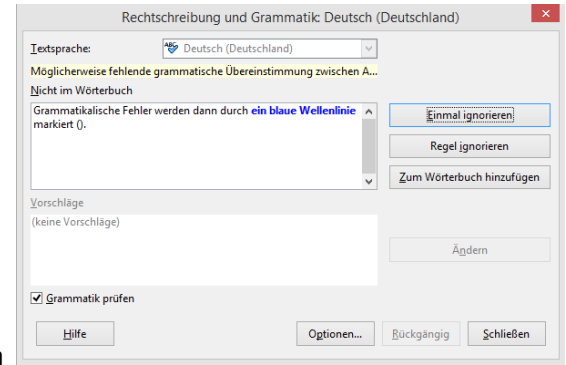 Rechtschreibung und Grammatik: Deutsch (Deutschland)
Textsprache: Deutsch (Deutschland)
Möglicherweise fehlende grammatische Übereinstimmung zwischen A...
Nicht im Wörterbuch
Grammatikalische Fehler werden dann durch ein blaue Wellenlinie
markiert ().
Einmal ignorieren
Regel ignorieren
Zum Wörterbuch hinzufügen
Vorschläge
(keine Vorschläge)
Ändern
Grammatik prüfen
Hilfe
Optionen...
Rückgängig
Schließen